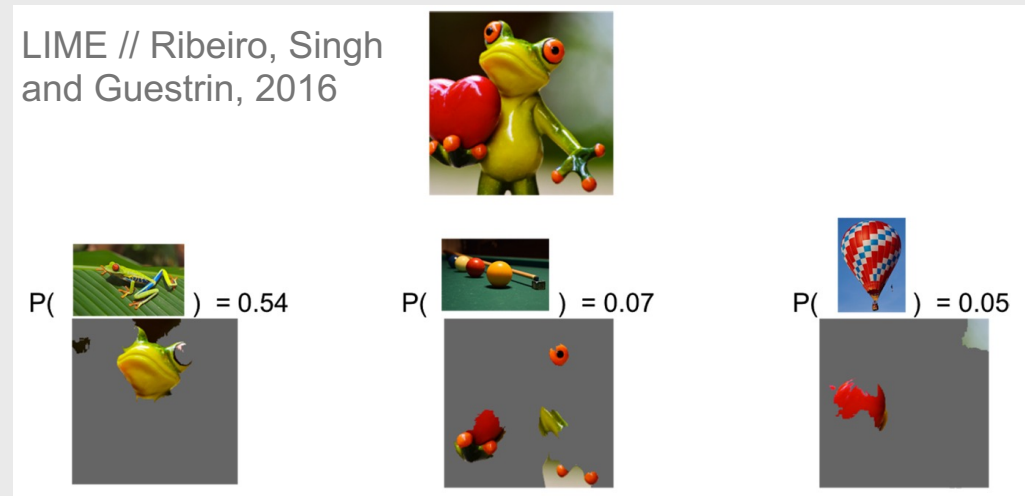 LIME // Ribeiro, Singh
and Guestrin, 2016
P( ) = 0.54
P( ) = 0.07
P( ) = 0.05